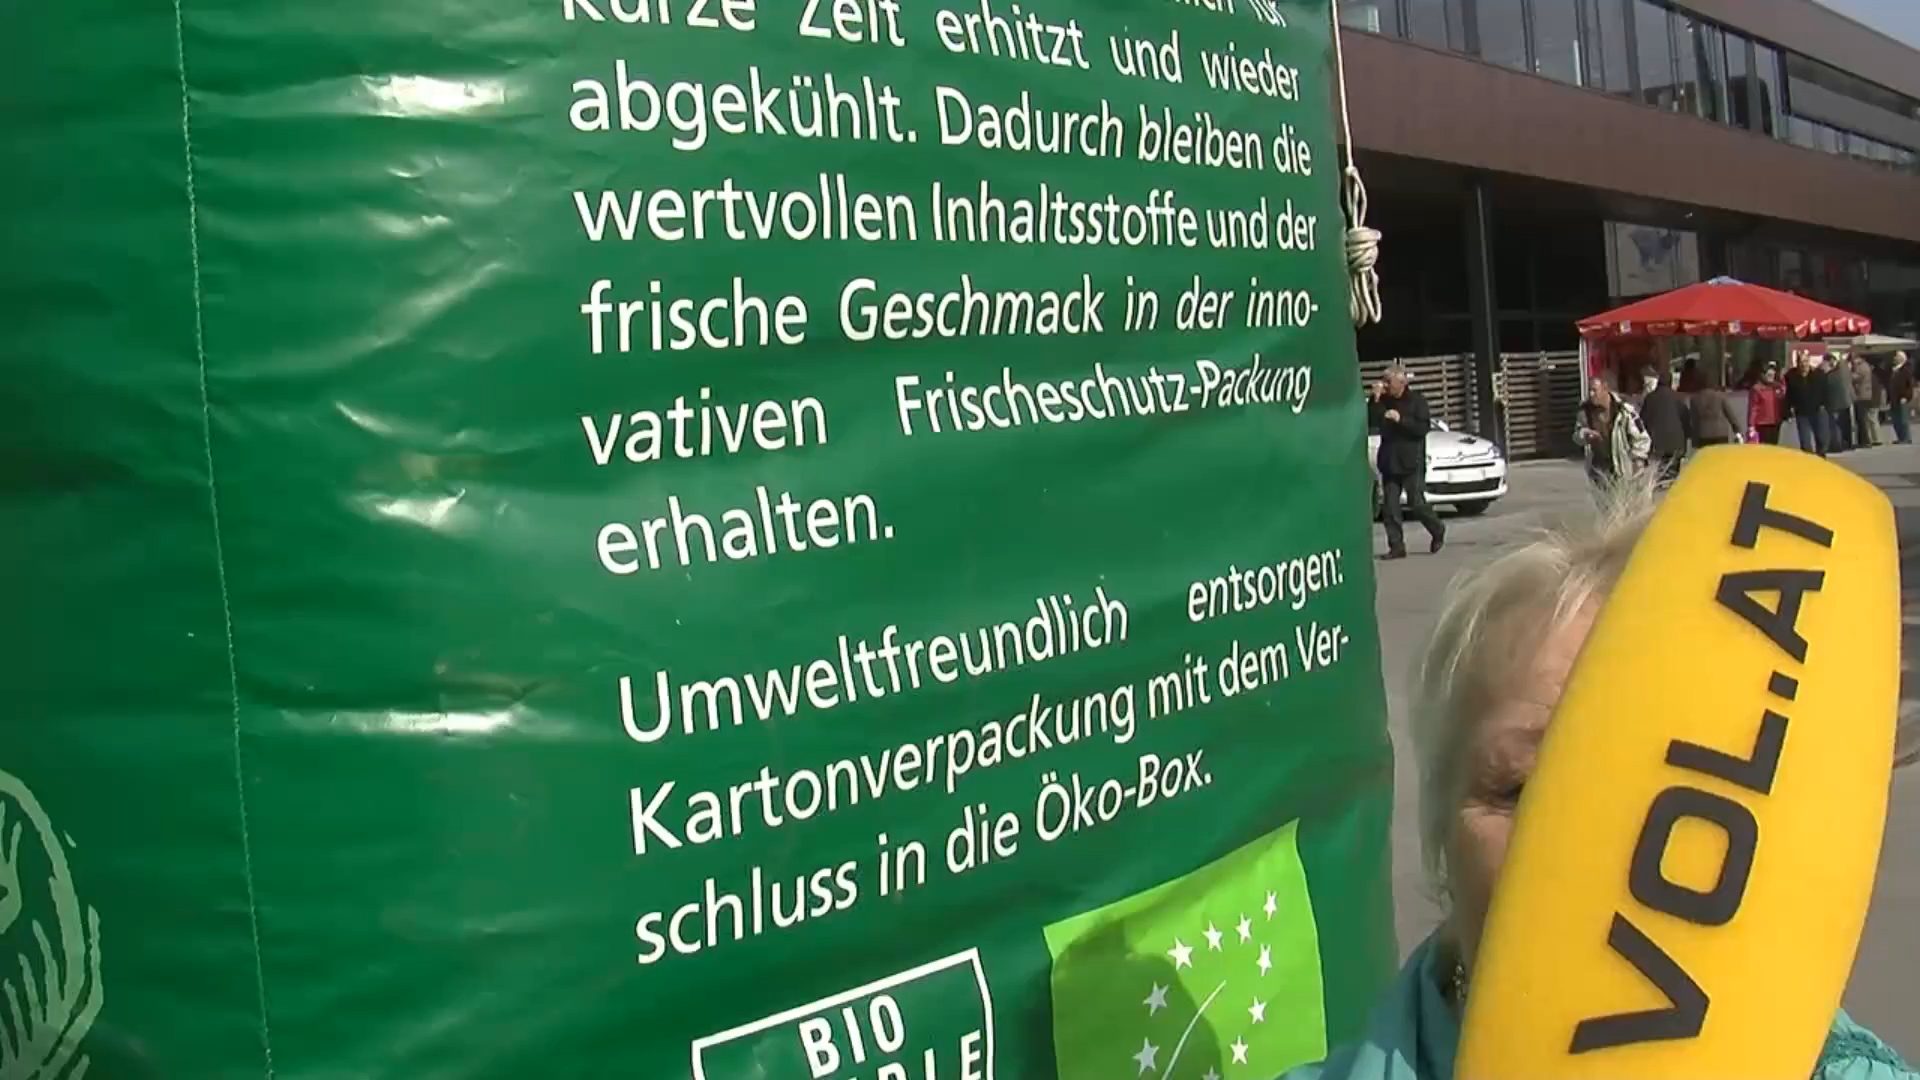 Kurze Zeit erhitzt und wieder
abgekühlt. Dadurch bleiben die
wertvollen Inhaltsstoffe und der
frische Geschmack in der inno-
vativen Frischeschutz-Packung
erhalten.
Umweltfreundlich entsorgen:
Kartonverpackung mit dem Ver-
schluss in die Öko-Box.
BIO
VOL.AT